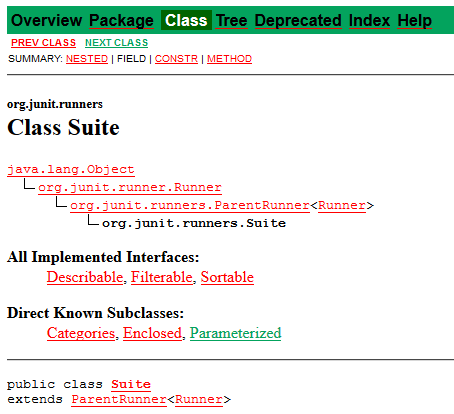 Overview Package Class Tree Deprecated Index Help
PREV CLASS NEXT CLASS
SUMMARY: NESTED | FIELD | CONSTR | METHOD
org.junit.runners
Class Suite
java.lang.Object
org.junit.runner.Runner
org.junit.runners.ParentRunner<Runner>
org.junit.runners.Suite
All Implemented Interfaces:
Describable, Filterable, Sortable
Direct Known Subclasses:
Categories, Enclosed, Parameterized
public class Suite
extends ParentRunner<Runner>